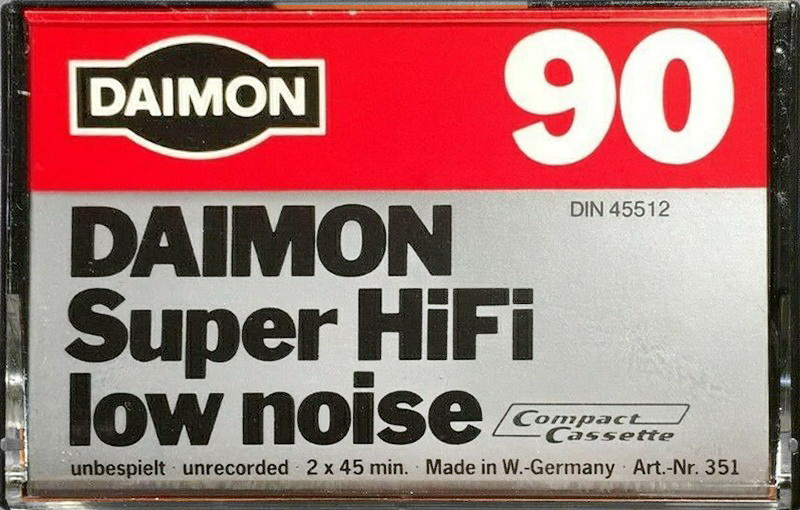 DAIMON
90
DIN 45512
DAIMON
Super HiFi
low noise
Compact
Cassette
unbespielt · unrecorded · 2 x 45 min. · Made in W.-Germany · Art.-Nr. 351